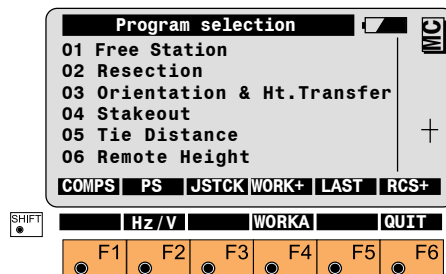 Program selection
MC
01 Free Station
02 Resection
03 Orientation & Ht.Transfer
04 Stakeout
05 Tie Distance
06 Remote Height
COMPS PS JSTCK WORK+ LAST RCS+
SHIFT Hz/V WORKA QUIT
F1 F2 F3 F4 F5 F6